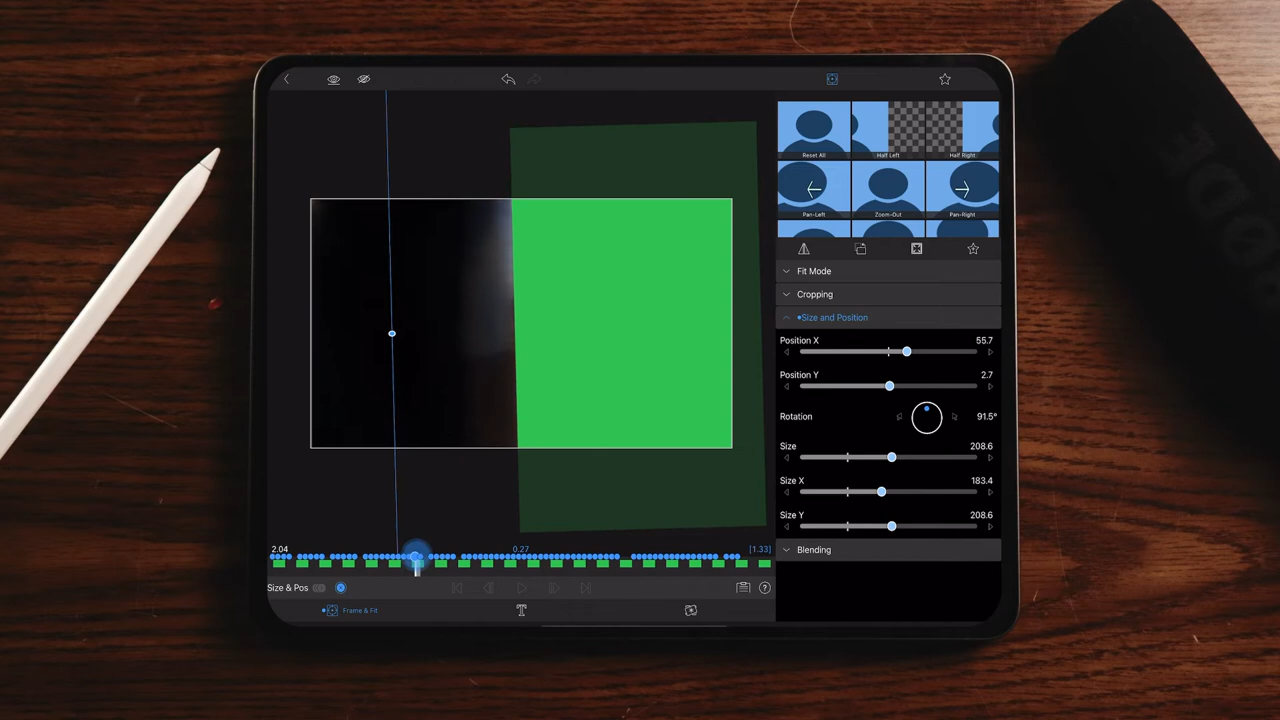 Reset All
Half Left
Half Right
Pan-Left
Zoom-Out
Pan-Right
Fit Mode
Cropping
•Size and Position
Position X 55.7
Position Y 2.7
Rotation 91.5°
Size 208.6
Size X 183.4
Size Y 208.6
Blending
2.04 0.27 [1.33]
Size & Pos
Frame & Fit